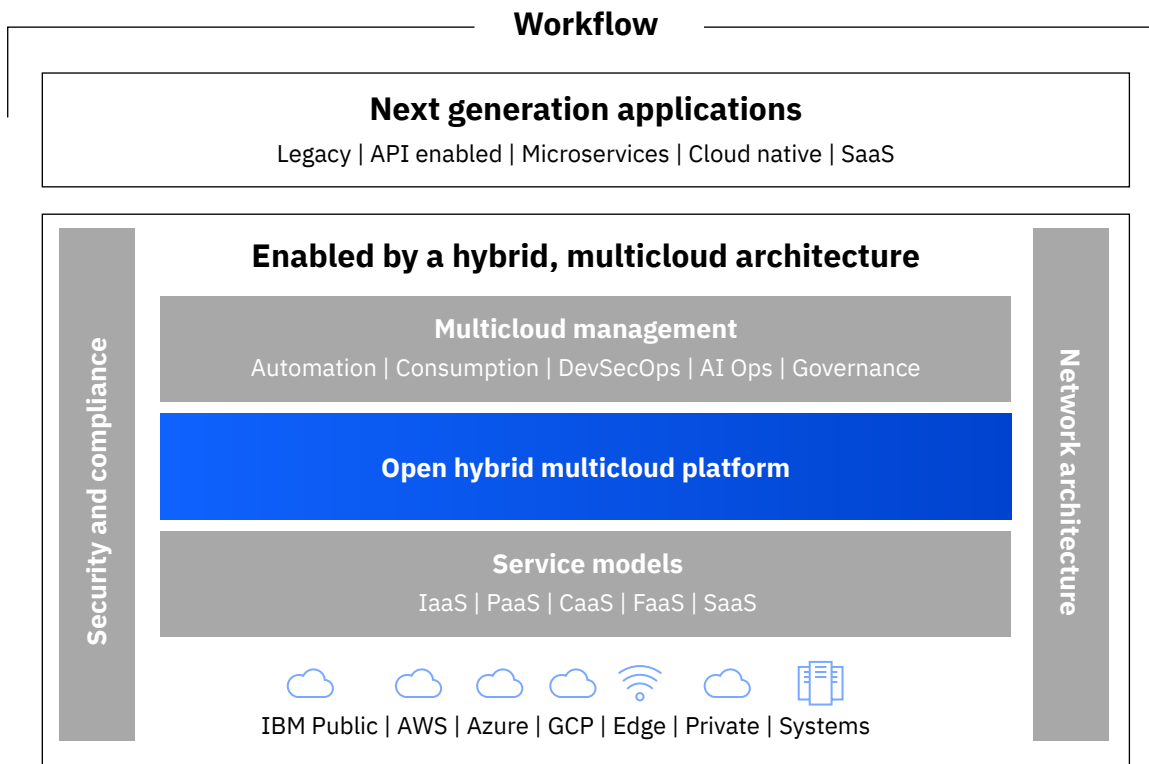 Workflow
Next generation applications
Legacy | API enabled | Microservices | Cloud native | SaaS
Security and compliance
Enabled by a hybrid, multicloud architecture
Multicloud management
Automation | Consumption | DevSecOps | AI Ops | Governance
Open hybrid multicloud platform
Service models
IaaS | PaaS | CaaS | FaaS | SaaS
IBM Public | AWS | Azure | GCP | Edge | Private | Systems
Network architecture